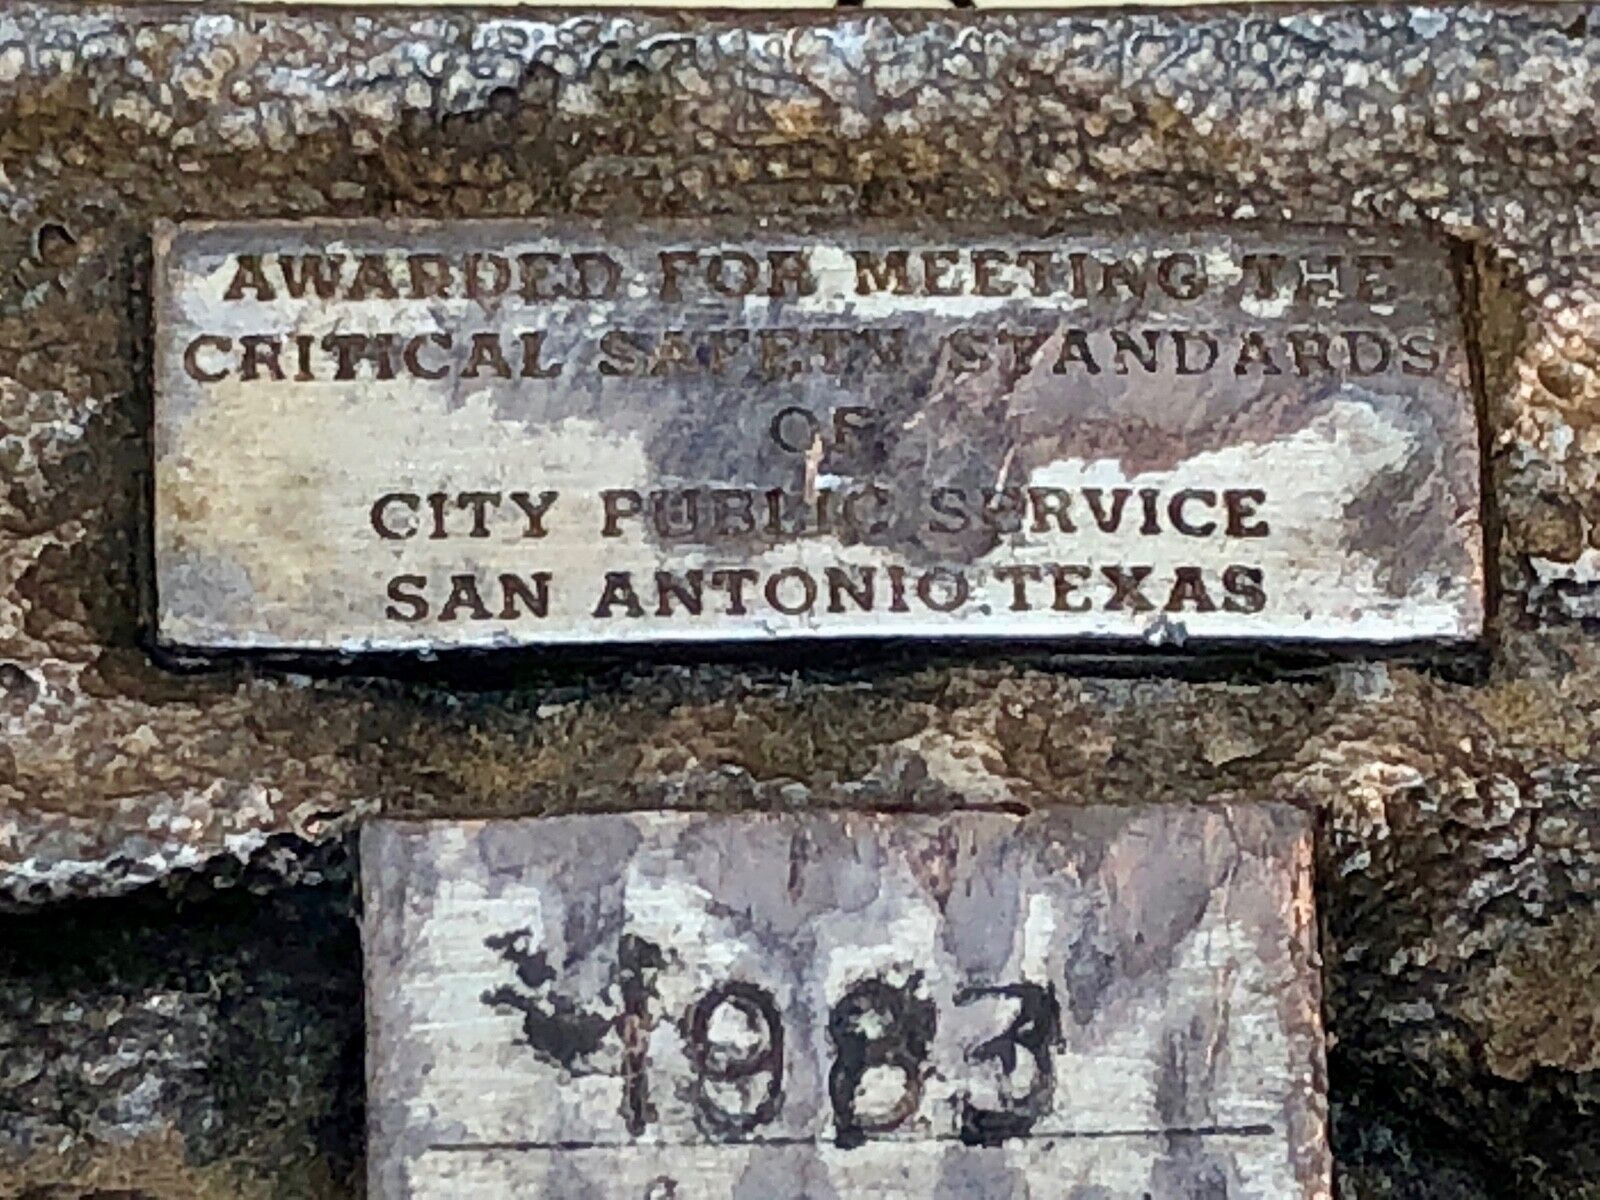 AWARDED FOR MEETING THE
CRITICAL SAFETY STANDARDS
OF
CITY PUBLIC SERVICE
SAN ANTONIO, TEXAS
1983